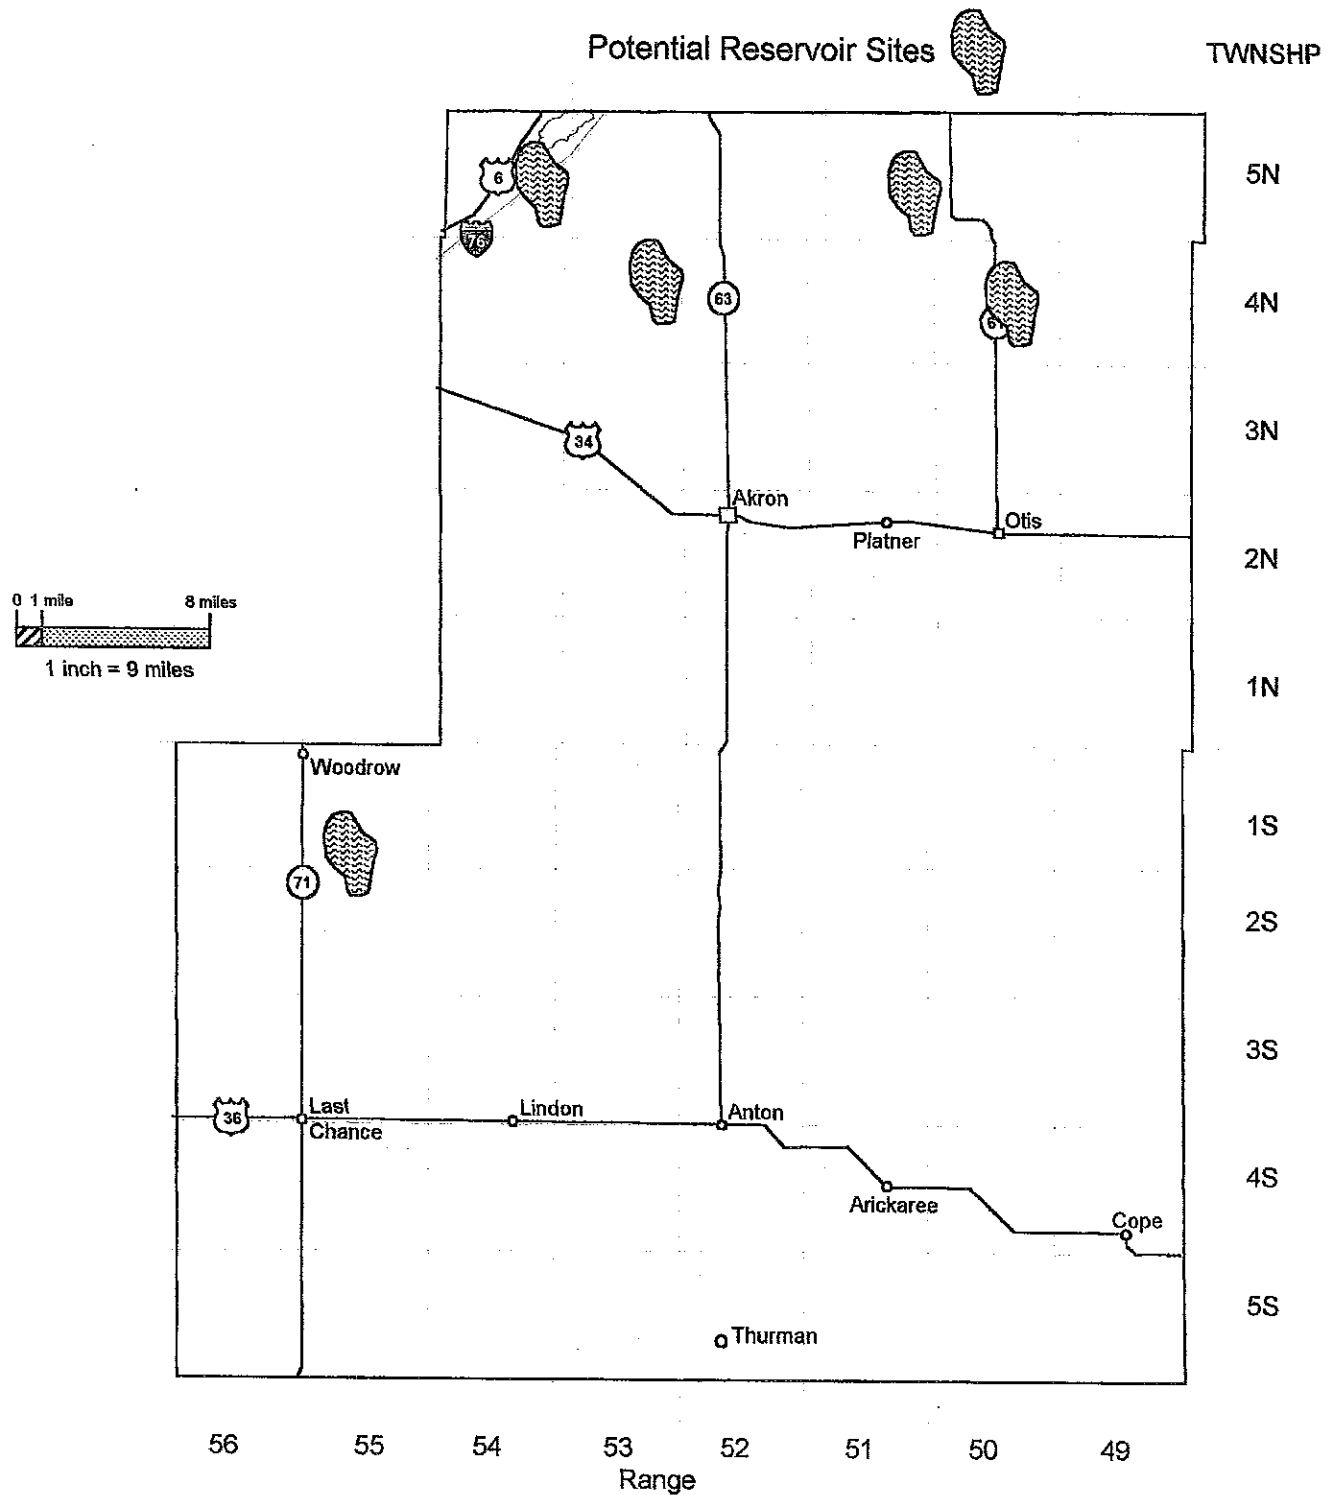 Potential Reservoir Sites
TWNSHP
5N
6
76
4N
63
61
3N
34
Akron
Otis
Platner
2N
0 1 mile 8 miles
1 inch = 9 miles
1N
Woodrow
1S
71
2S
3S
36
Last
Chance
Lindon
Anton
4S
Arickaree
Cope
5S
Thurman
56 55 54 53 52 51 50 49
Range